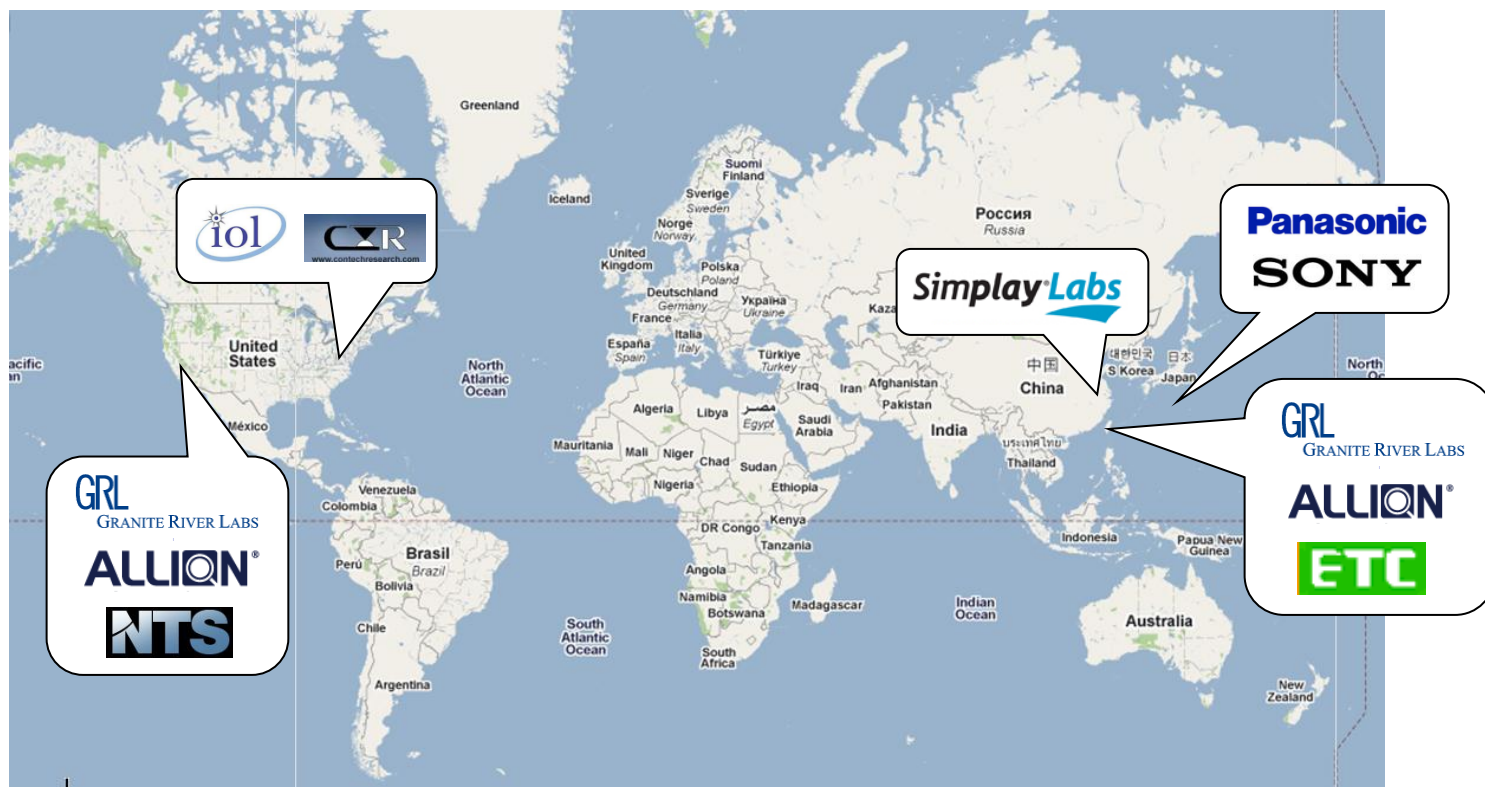 Greenland
Iceland
Suomi
Finland
Sverige
Sweden
Norge
Norway
Россия
Russia
United
Kingdom
Polska
Poland
Deutschland
Germany
Україна
Ukraine
France
Kaza
España
Spain
Italia
Italy
Türkiye
Turkey
中国
China
대한민국
S Korea
日本
Japan
United
States
acific
an
North
Atlantic
Ocean
North
Oc
Iraq
Iran
Afghanistan
Pakistan
México
Algeria
Libya
مصر
Egypt
Saudi
Arabia
India
ประเทศไทย
Thailand
Mauritania
Mali
Niger
Chad
Sudan
Nigeria
Ethiopia
Venezuela
Colombia
DR Congo
Kenya
Tanzania
Indonesia
Papua New
Guinea
Perú
Brasil
Brazil
Bolivia
Angola
Namibia
Botswana
Madagascar
Indian
Ocean
Australia
Chile
South
Atlantic
Ocean
South
Africa
Argentina
New
Zealand
iol
CXR
www.contechresearch.com
Simplay Labs
Panasonic
SONY
GRL
GRANITE RIVER LABS
ALLION®
NTS
GRL
GRANITE RIVER LABS
ALLION®
ETC